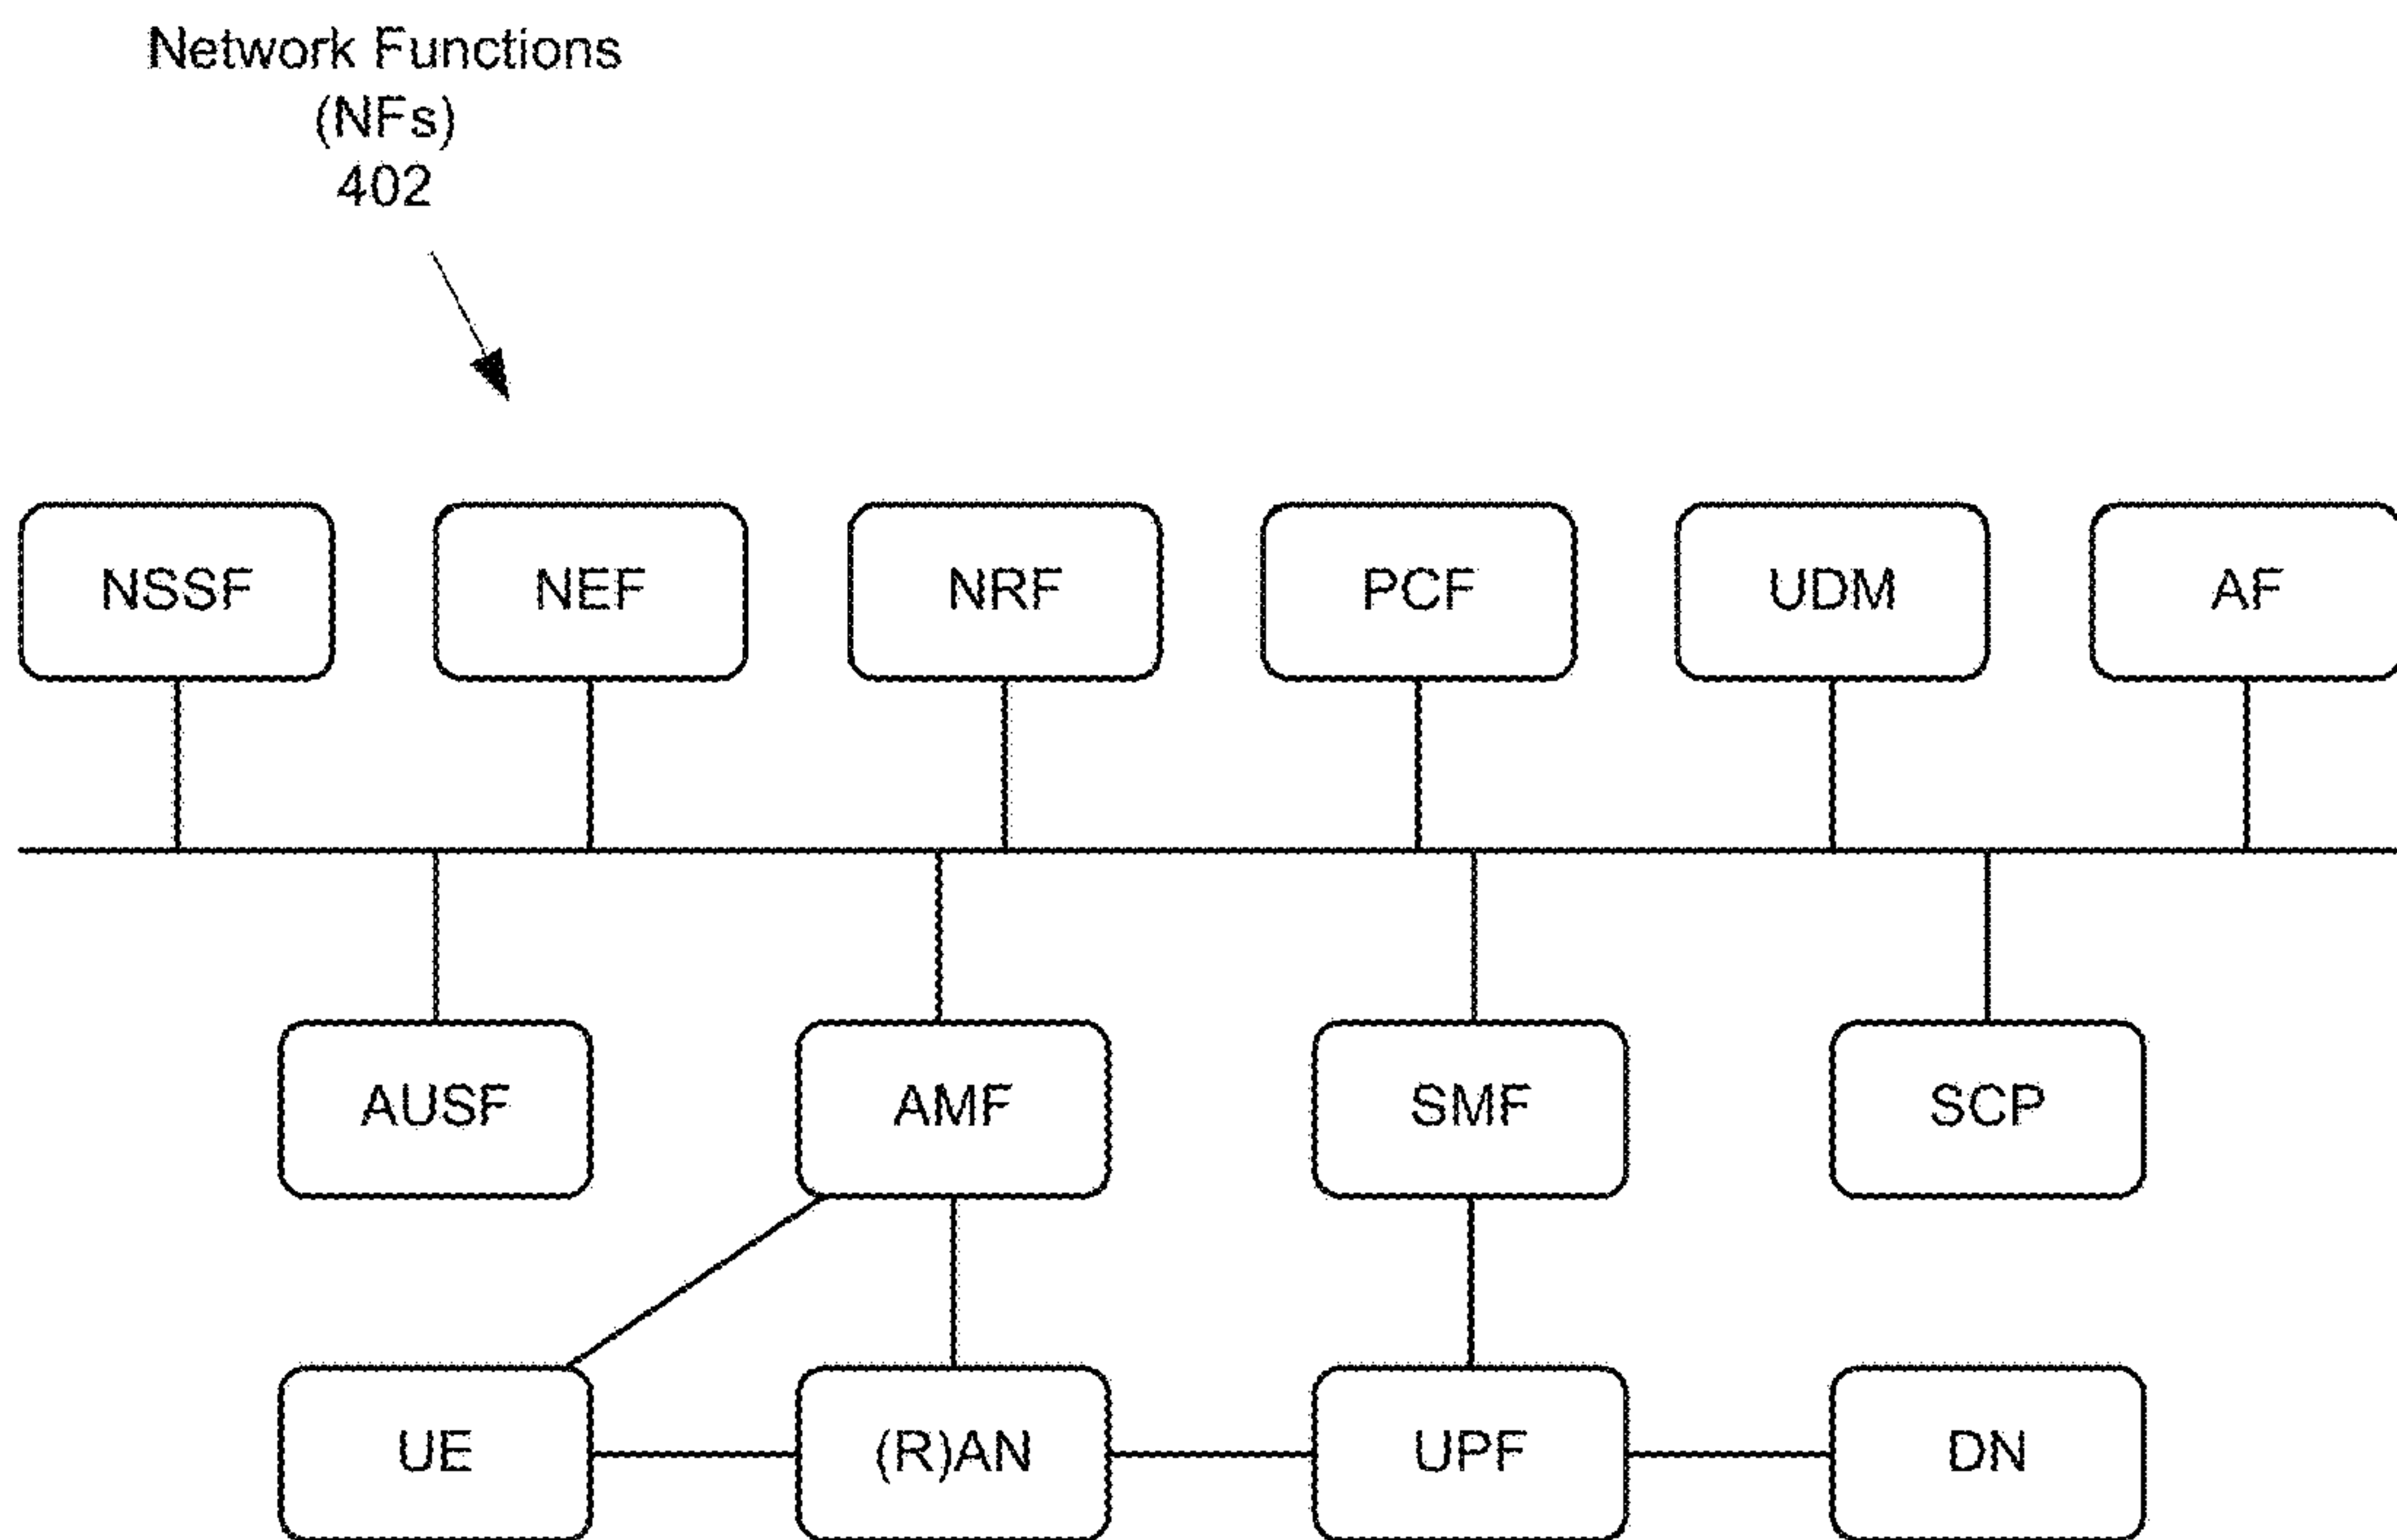 Network Functions
(NFs)
402
NSSF
NEF
NRF
PCF
UDM
AF
AUSF
AMF
SMF
SCP
UE
(R)AN
UPF
DN